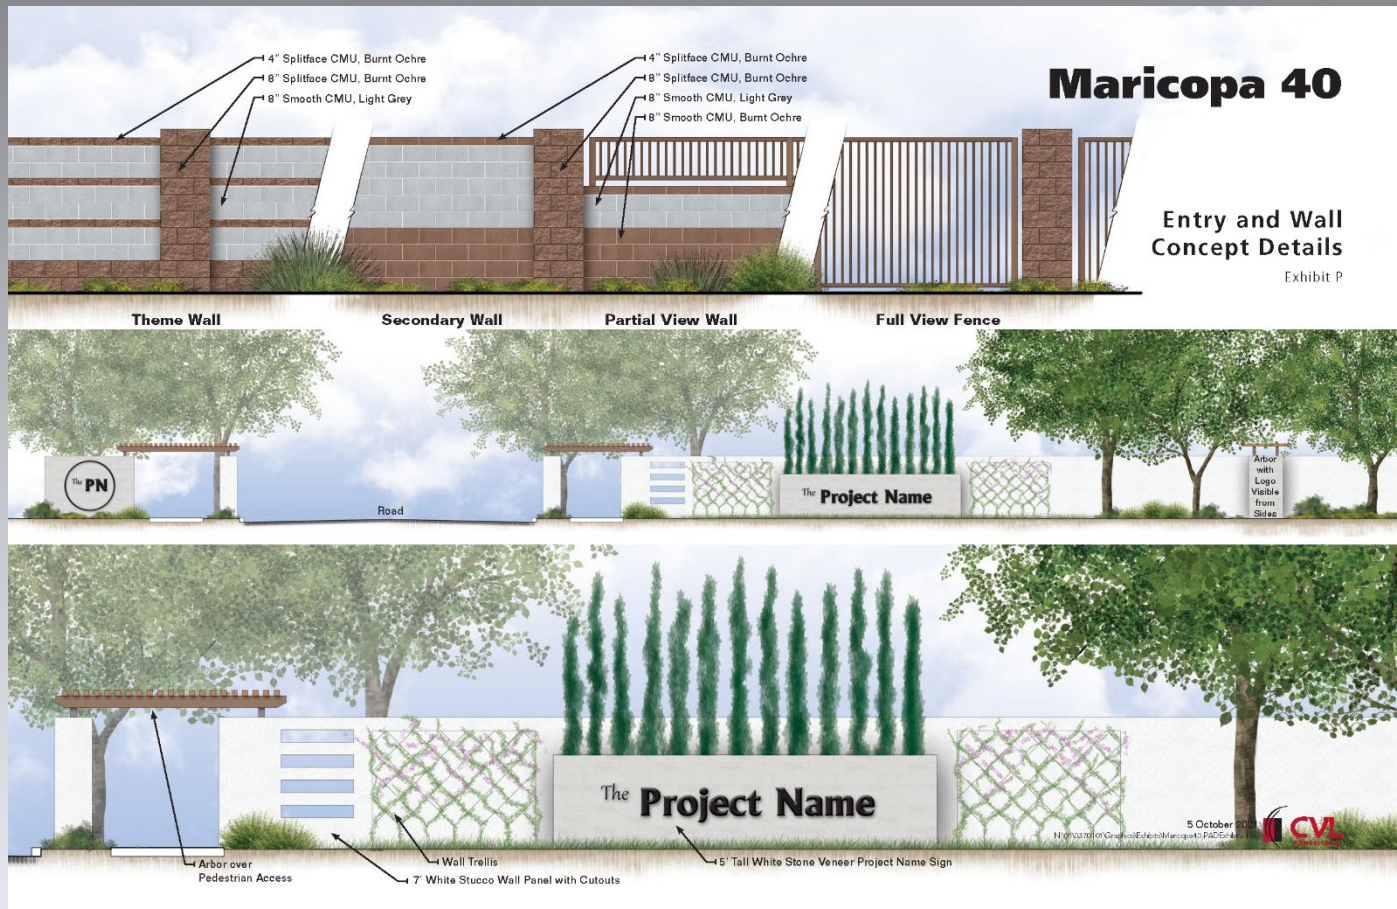 4" Splitface CMU, Burnt Ochre
8" Splitface CMU, Burnt Ochre
8" Smooth CMU, Light Grey
4" Splitface CMU, Burnt Ochre
8" Splitface CMU, Burnt Ochre
8" Smooth CMU, Light Grey
8" Smooth CMU, Burnt Ochre
Maricopa 40
Entry and Wall
Concept Details
Exhibit P
Theme Wall
Secondary Wall
Partial View Wall
Full View Fence
The PN
Road
The Project Name
Arbor
with
Logo
Visible
from
Sides
The Project Name
5 October
CVL
CONSULTANTS
Arbor over
Pedestrian Access
Wall Trellis
7' White Stucco Wall Panel with Cutouts
5' Tall White Stone Veneer Project Name Sign